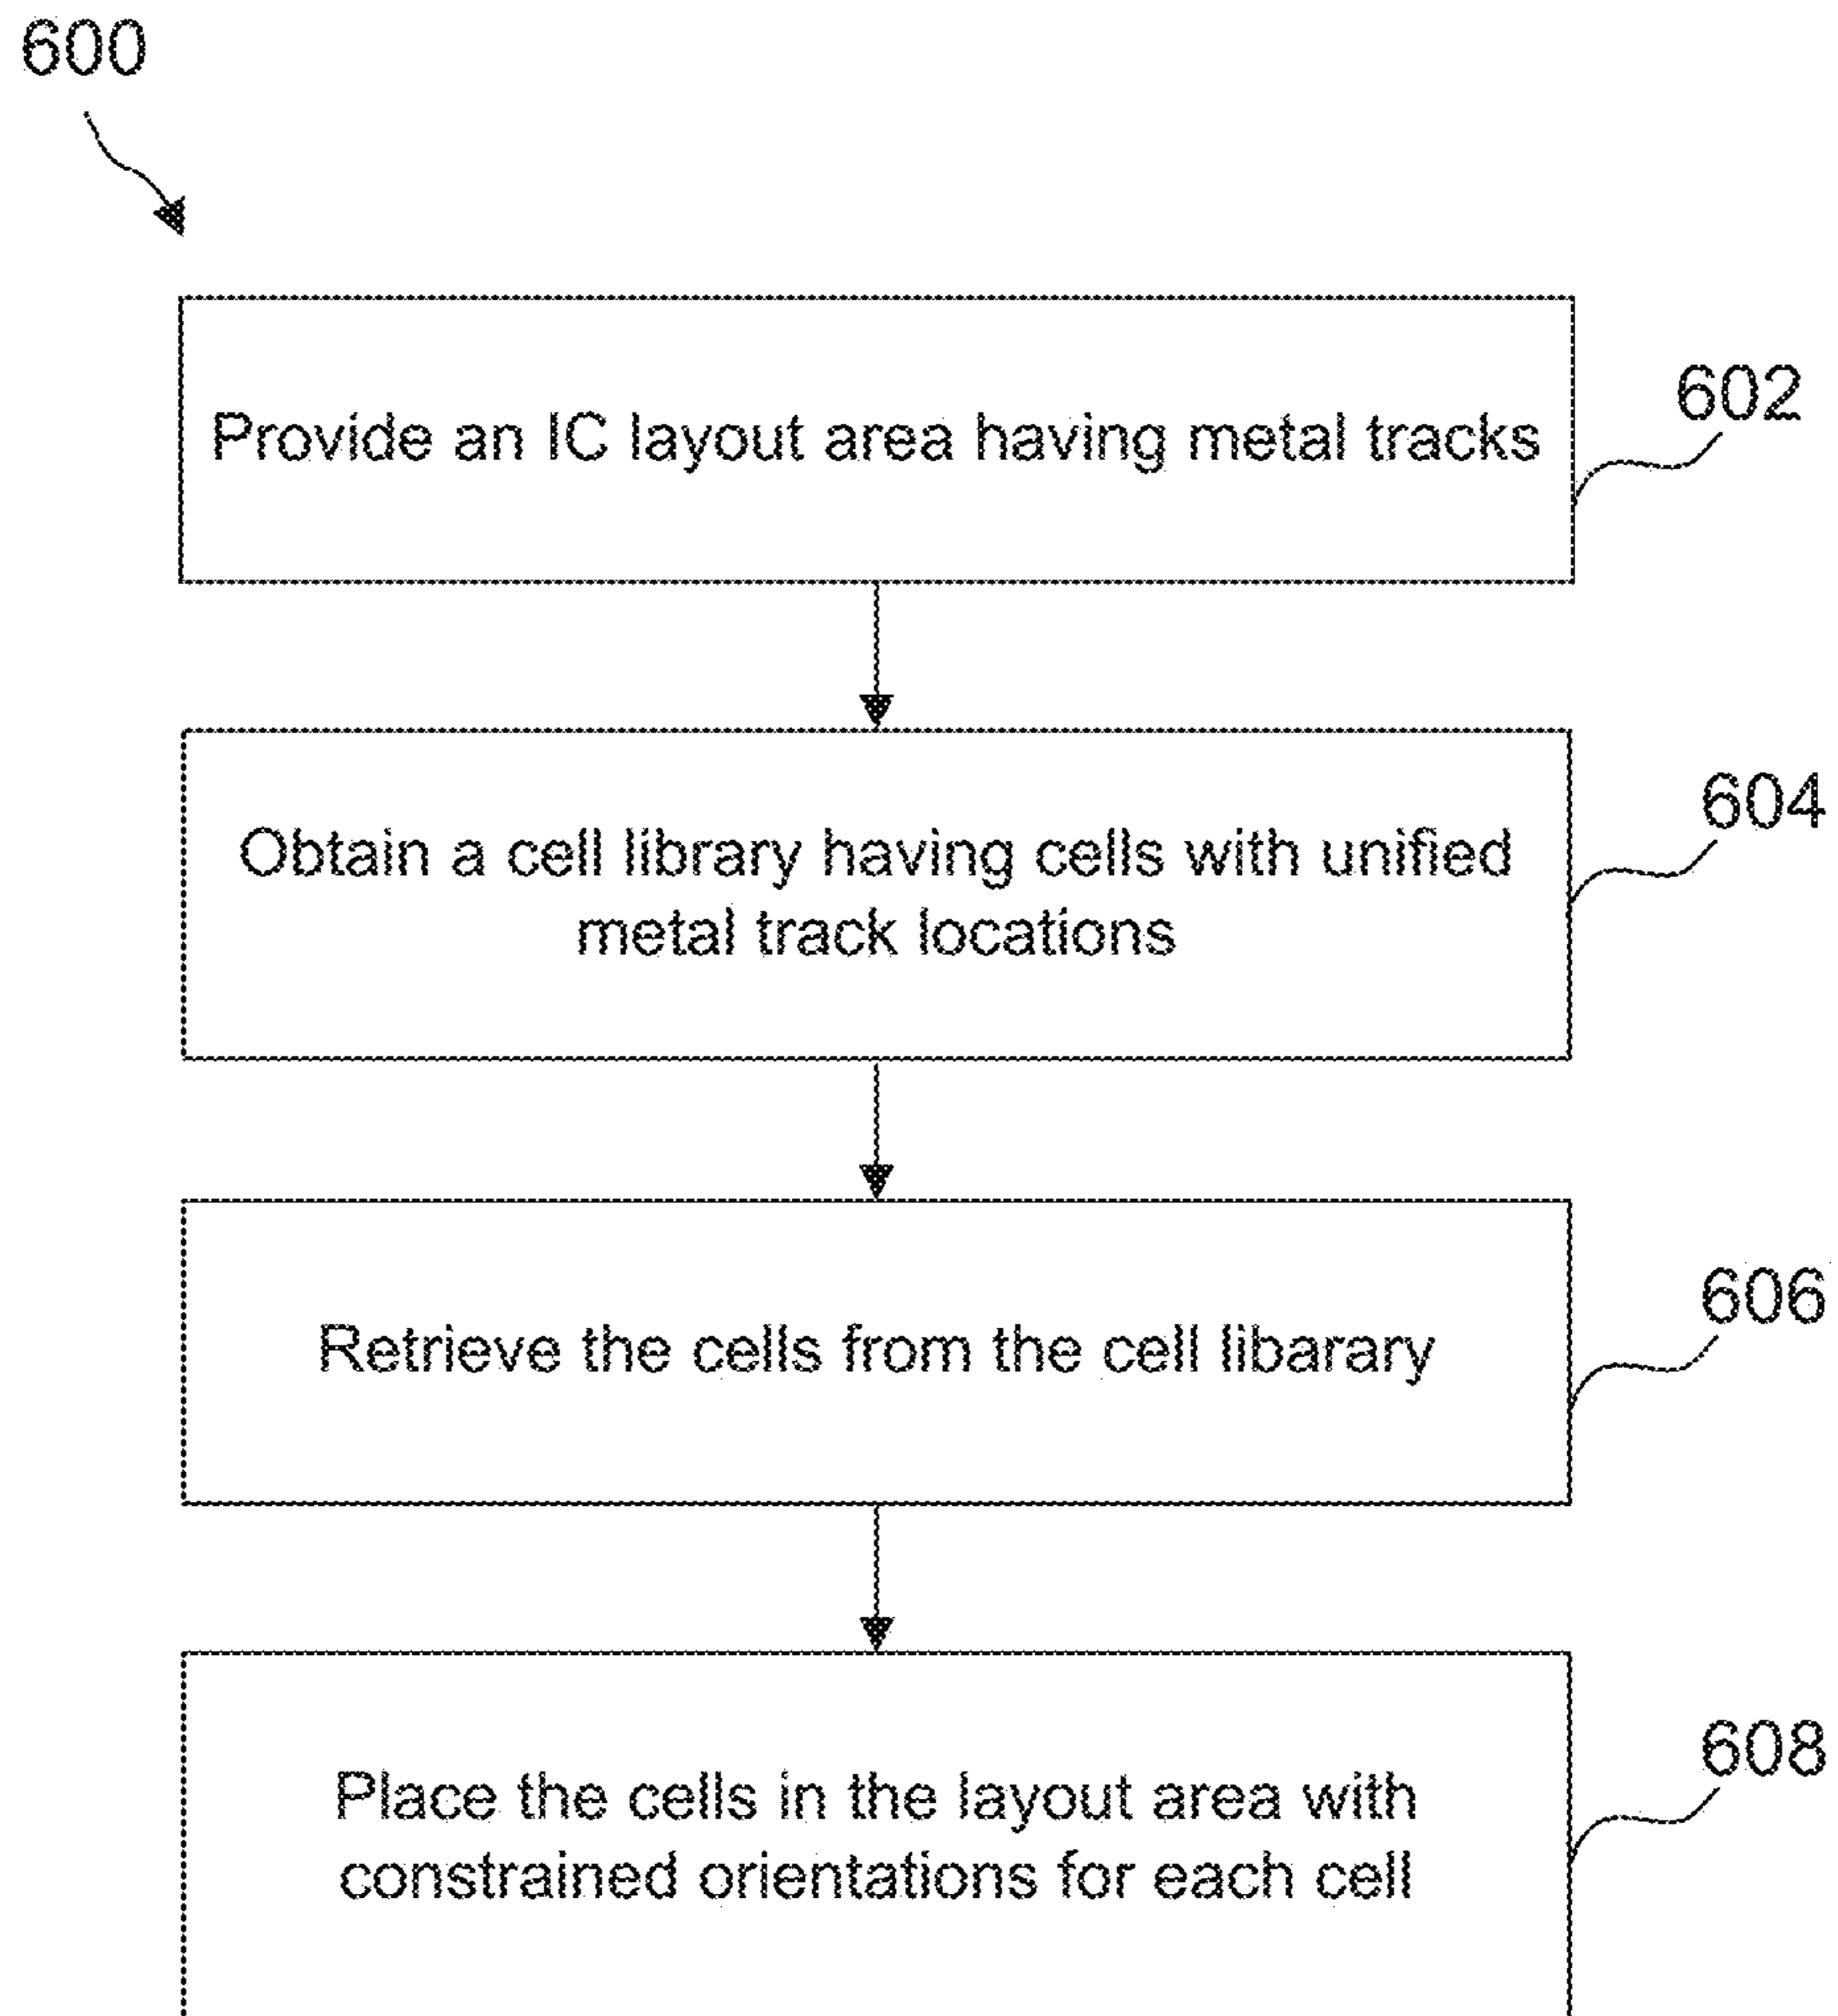 600
Provide an IC layout area having metal tracks
602
Obtain a cell library having cells with unified
metal track locations
604
Retrieve the cells from the cell libarary
606
Place the cells in the layout area with
constrained orientations for each cell
608